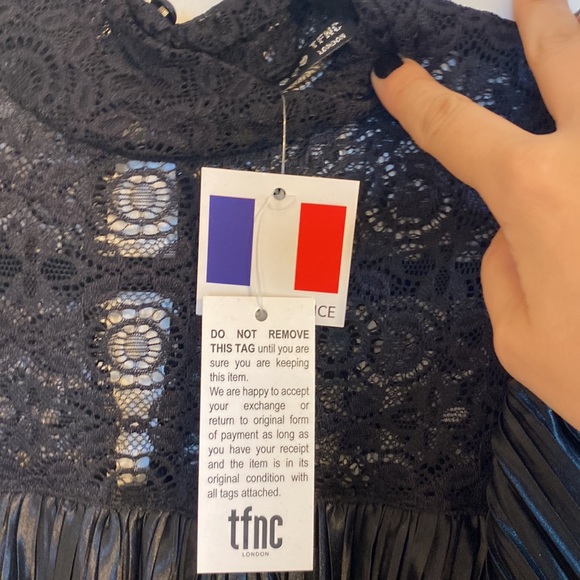 TFNC
LONDON
DO NOT REMOVE
THIS TAG until you are
sure you are keeping
this item.
We are happy to accept
your exchange or
return to original form
of payment as long as
you have your receipt
and the item is in its
original condition with
all tags attached.
tfnc
LONDON